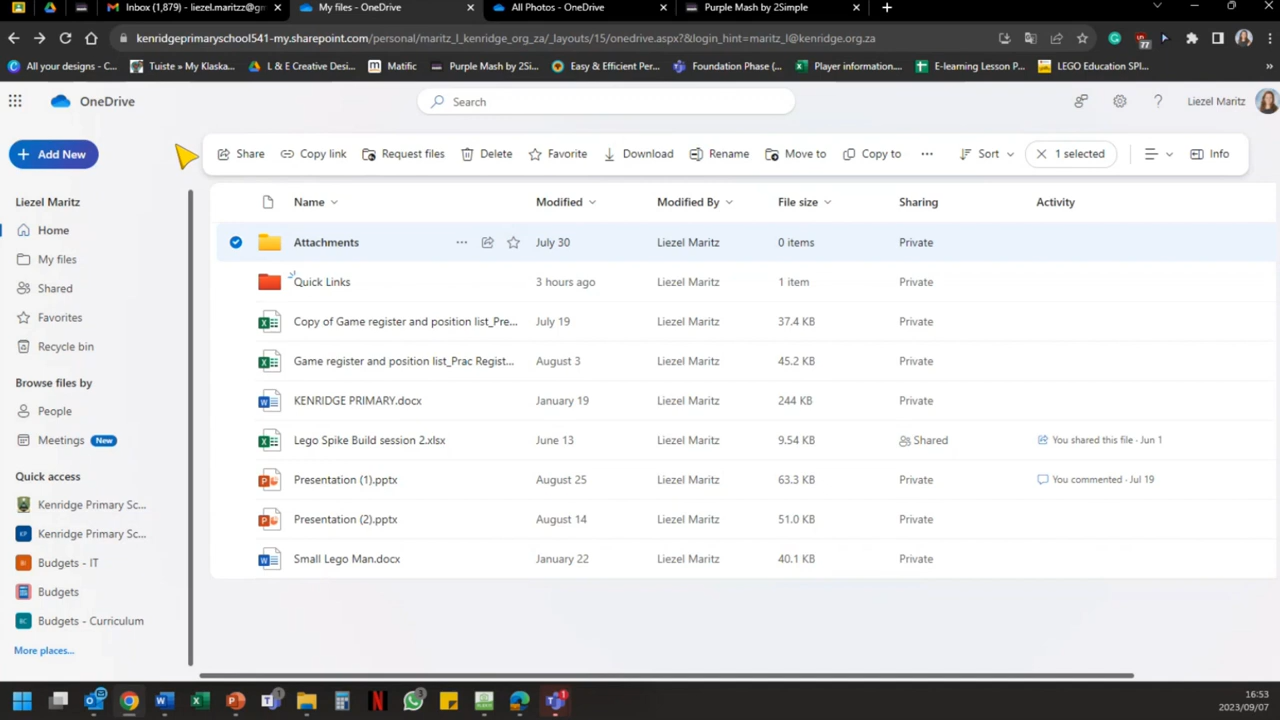 Inbox (1,879) - liezel.maritzz@gm
My files - OneDrive
All Photos - OneDrive
Purple Mash by 2Simple
kenridgeprimaryschool541-my.sharepoint.com/personal/maritz_l_kenridge_org_za/_layouts/15/onedrive.aspx?&login_hint=maritz_l@kenridge.org.za
77
All your designs - C...
Tuiste » My Klaska...
L & E Creative Desi...
Matific
Purple Mash by 2Si...
Easy & Efficient Per...
Foundation Phase (...
Player information....
E-learning Lesson P...
LEGO Education SPI...
»
OneDrive
Search
Liezel Maritz
Add New
Share
Copy link
Request files
Delete
Favorite
Download
Rename
Move to
Copy to
Sort
1 selected
Info
Liezel Maritz
Home
My files
Shared
Favorites
Recycle bin
Browse files by
People
Meetings New
Quick access
Kenridge Primary Sc...
KP Kenridge Primary Sc...
BI Budgets - IT
Budgets
BC Budgets - Curriculum
More places...
Name Modified Modified By File size Sharing Activity
Attachments July 30 Liezel Maritz 0 items Private
Quick Links 3 hours ago Liezel Maritz 1 item Private
Copy of Game register and position list_Pre... July 19 Liezel Maritz 37.4 KB Private
Game register and position list_Prac Regist... August 3 Liezel Maritz 45.2 KB Private
KENRIDGE PRIMARY.docx January 19 Liezel Maritz 244 KB Private
Lego Spike Build session 2.xlsx June 13 Liezel Maritz 9.54 KB Shared You shared this file · Jun 1
Presentation (1).pptx August 25 Liezel Maritz 63.3 KB Private You commented · Jul 19
Presentation (2).pptx August 14 Liezel Maritz 51.0 KB Private
Small Lego Man.docx January 22 Liezel Maritz 40.1 KB Private
16:53
2023/09/07